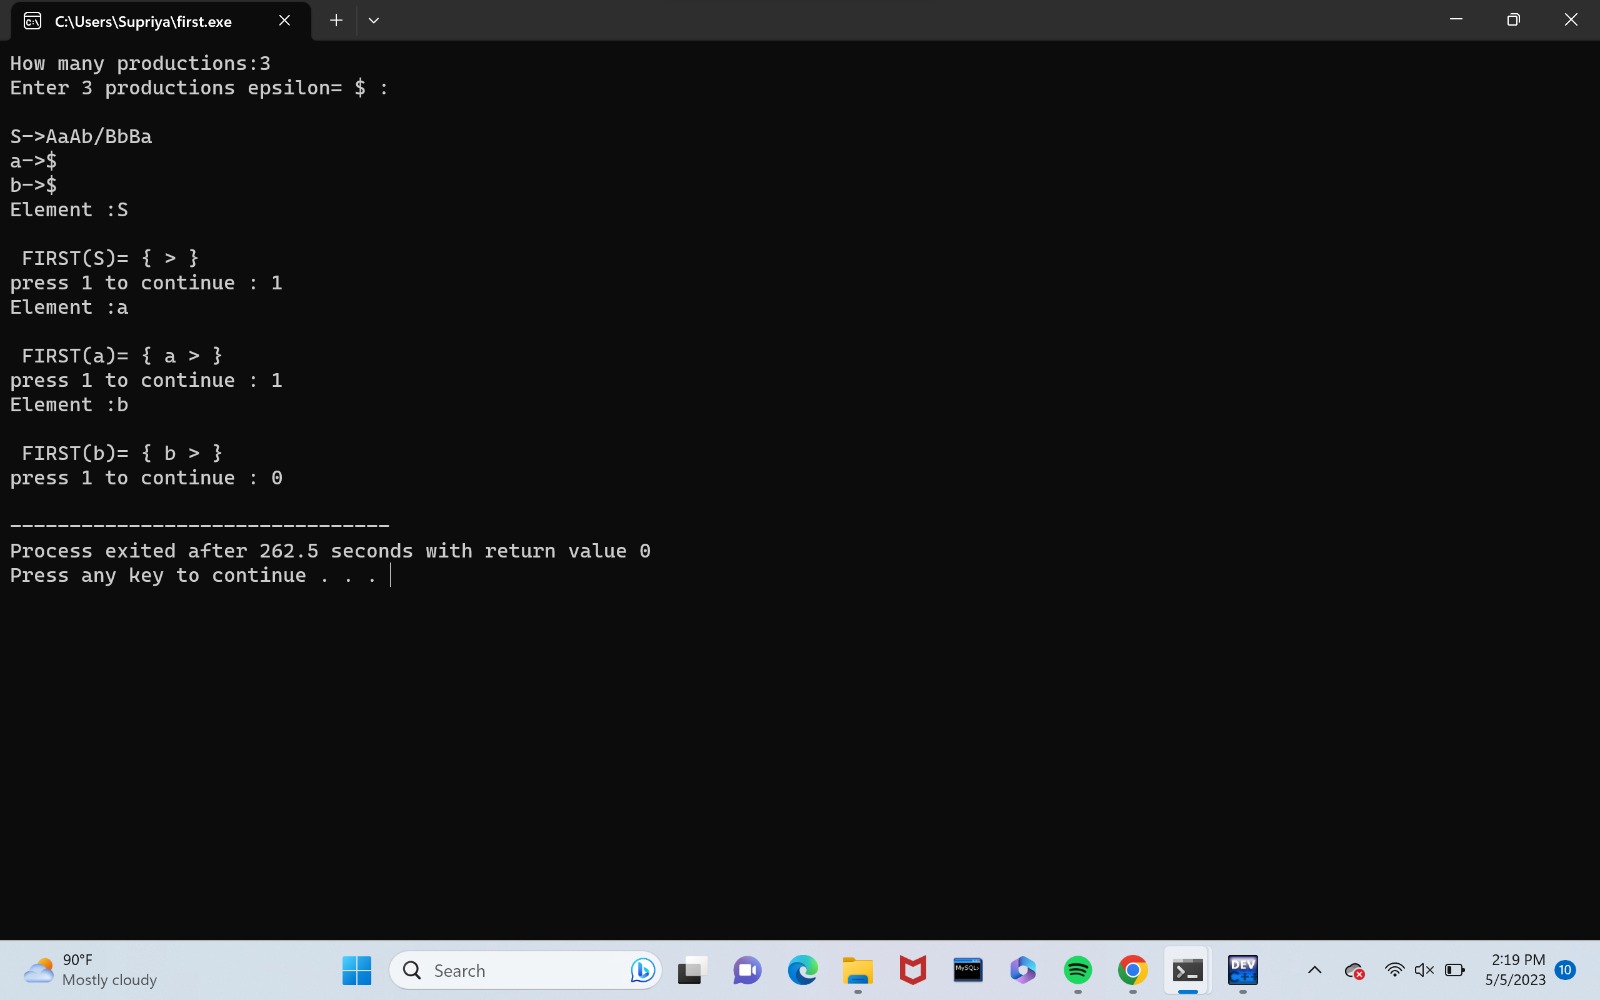 C:\Users\Supriya\first.exe
How many productions:3
Enter 3 productions epsilon= $ :
S->AaAb/BbBa
a->$
b->$
Element :S
FIRST(S)= { > }
press 1 to continue : 1
Element :a
FIRST(a)= { a > }
press 1 to continue : 1
Element :b
FIRST(b)= { b > }
press 1 to continue : 0
--------------------------------
Process exited after 262.5 seconds with return value 0
Press any key to continue . . .
90°F
Mostly cloudy
Search
MySQL
DEV
C++
2:19 PM
5/5/2023
10